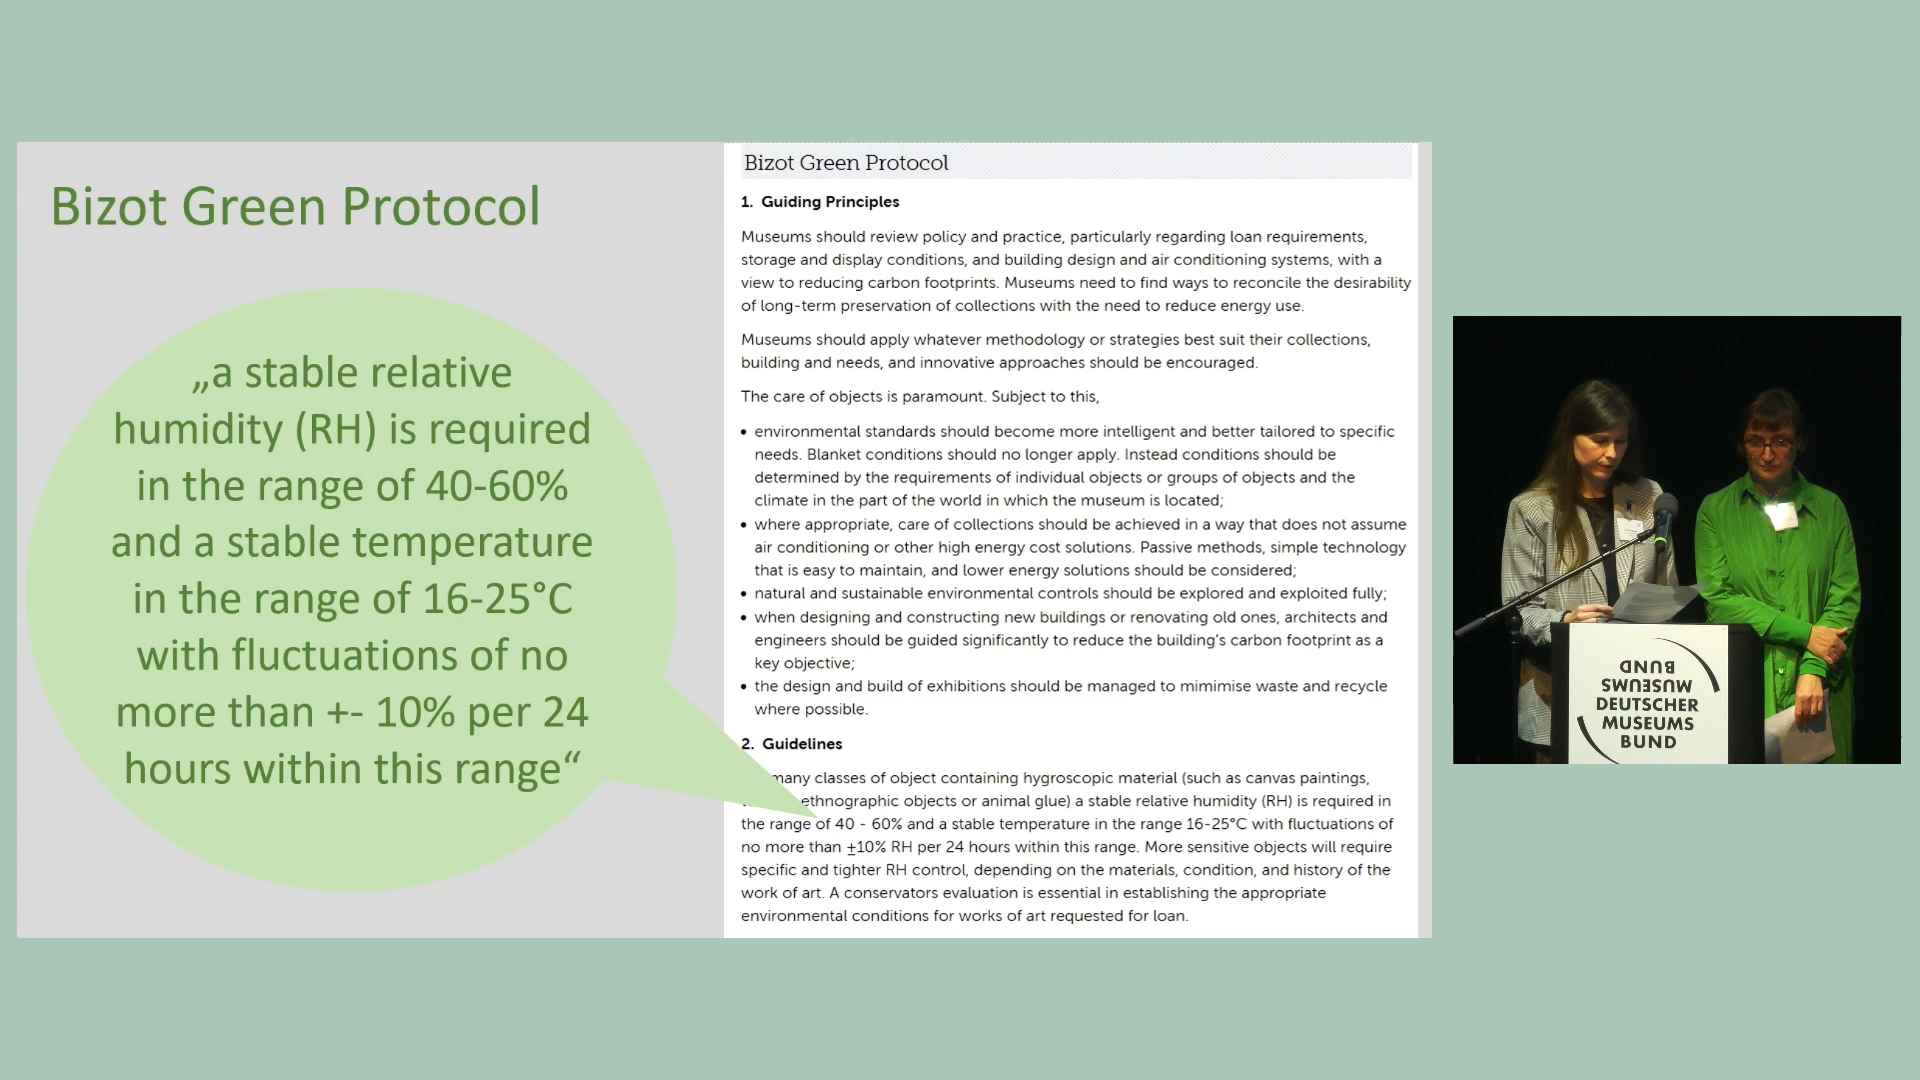 Bizot Green Protocol
„a stable relative
humidity (RH) is required
in the range of 40-60%
and a stable temperature
in the range of 16-25°C
with fluctuations of no
more than +- 10% per 24
hours within this range“
Bizot Green Protocol
1. Guiding Principles
Museums should review policy and practice, particularly regarding loan requirements,
storage and display conditions, and building design and air conditioning systems, with a
view to reducing carbon footprints. Museums need to find ways to reconcile the desirability
of long-term preservation of collections with the need to reduce energy use.
Museums should apply whatever methodology or strategies best suit their collections,
building and needs, and innovative approaches should be encouraged.
The care of objects is paramount. Subject to this,
• environmental standards should become more intelligent and better tailored to specific
needs. Blanket conditions should no longer apply. Instead conditions should be
determined by the requirements of individual objects or groups of objects and the
climate in the part of the world in which the museum is located;
• where appropriate, care of collections should be achieved in a way that does not assume
air conditioning or other high energy cost solutions. Passive methods, simple technology
that is easy to maintain, and lower energy solutions should be considered;
• natural and sustainable environmental controls should be explored and exploited fully;
• when designing and constructing new buildings or renovating old ones, architects and
engineers should be guided significantly to reduce the building's carbon footprint as a
key objective;
• the design and build of exhibitions should be managed to mimimise waste and recycle
where possible.
2. Guidelines
many classes of object containing hygroscopic material (such as canvas paintings,
ethnographic objects or animal glue) a stable relative humidity (RH) is required in
the range of 40 - 60% and a stable temperature in the range 16-25°C with fluctuations of
no more than ±10% RH per 24 hours within this range. More sensitive objects will require
specific and tighter RH control, depending on the materials, condition, and history of the
work of art. A conservators evaluation is essential in establishing the appropriate
environmental conditions for works of art requested for loan.
BUND
MUSEUMS
DEUTSCHER
MUSEUMS
BUND